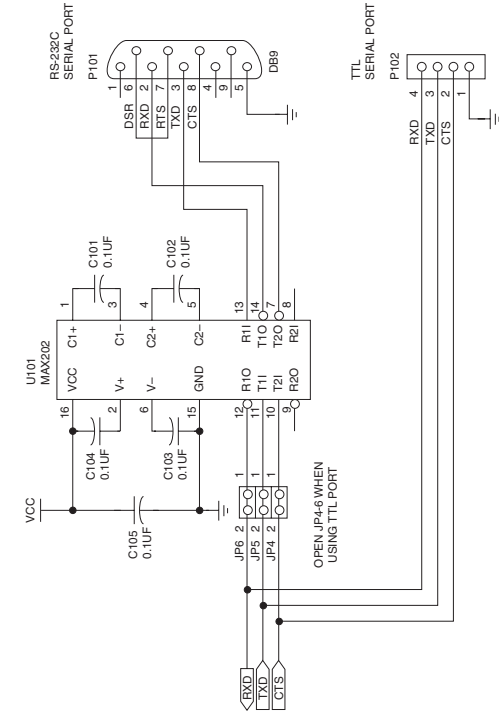 RS-232C
SERIAL PORT
P101
DB9
1
6
2
7
3
8
4
9
5
DSR
RXD
RTS
TXD
CTS
TTL
SERIAL PORT
P102
4
3
2
1
RXD
TXD
CTS
U101
MAX202
C101
0.1UF
C102
0.1UF
1
3
4
5
13
14
7
8
C1+
C1−
C2+
C2−
R1I
T1O
T2O
R2I
VCC
V+
V−
GND
R1O
T1I
T2I
R2O
16
2
6
15
12
11
10
9
C104
0.1UF
C103
0.1UF
VCC
C105
0.1UF
JP6 2 1
JP5 2 1
JP4 2 1
OPEN JP4-6 WHEN
USING TTL PORT
RXD
TXD
CTS